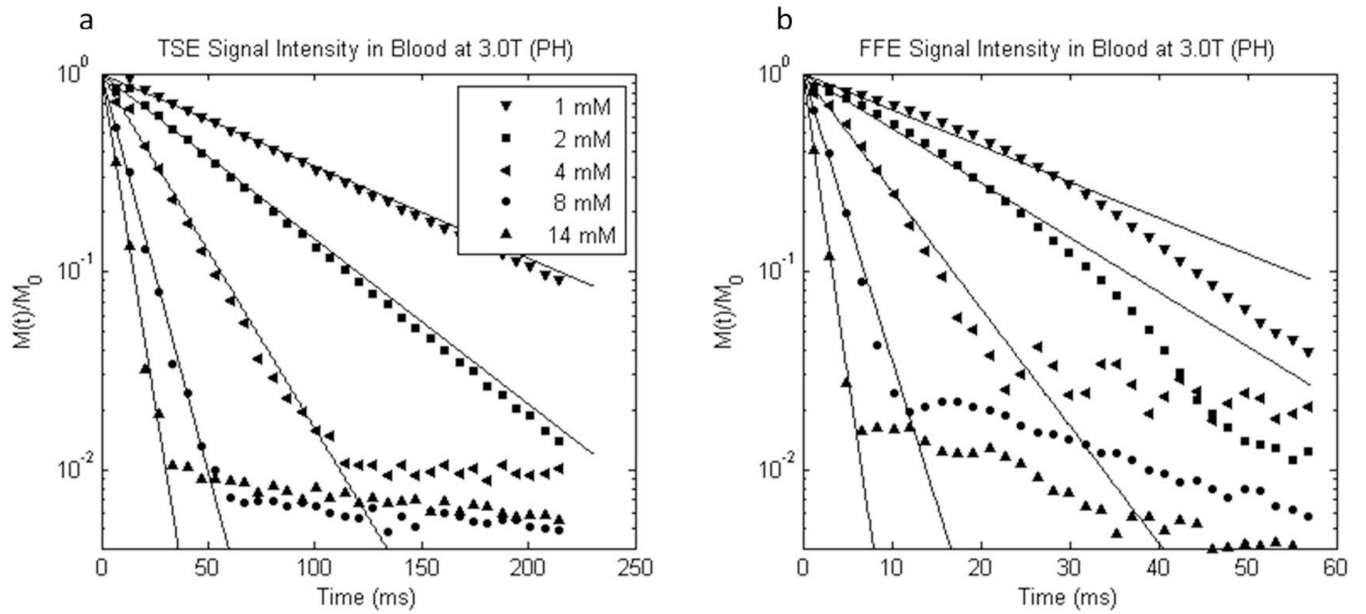 a
TSE Signal Intensity in Blood at 3.0T (PH)
M(t)/M0
10^0
10^-1
10^-2
1 mM
2 mM
4 mM
8 mM
14 mM
0 50 100 150 200 250
Time (ms)
b
FFE Signal Intensity in Blood at 3.0T (PH)
M(t)/M0
10^0
10^-1
10^-2
0 10 20 30 40 50 60
Time (ms)